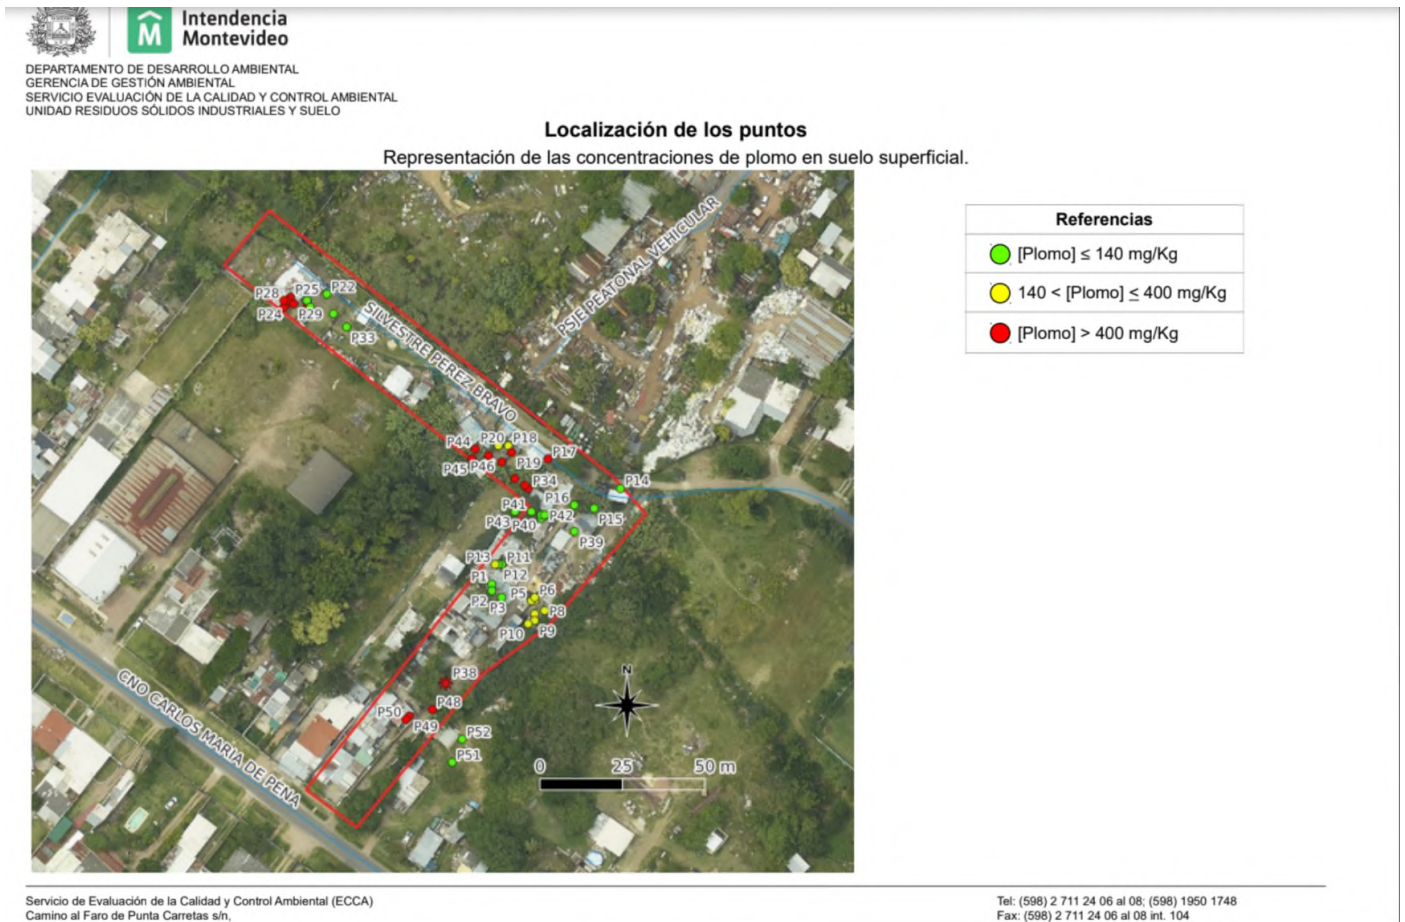 Intendencia
Montevideo
M
DEPARTAMENTO DE DESARROLLO AMBIENTAL
GERENCIA DE GESTIÓN AMBIENTAL
SERVICIO EVALUACIÓN DE LA CALIDAD Y CONTROL AMBIENTAL
UNIDAD RESIDUOS SÓLIDOS INDUSTRIALES Y SUELO
Localización de los puntos
Representación de las concentraciones de plomo en suelo superficial.
Referencias
[Plomo] ≤ 140 mg/Kg
140 < [Plomo] ≤ 400 mg/Kg
[Plomo] > 400 mg/Kg
PSJE PEATONAL VEHICULAR
SILVESTRE PEREZ BRAVO
CNO CARLOS MARIA DE PENA
P28
P25
P22
P24
P29
P33
P44
P20
P18
P45
P46
P19
P17
P34
P14
P16
P41
P42
P15
P43
P40
P39
P13
P11
P1
P12
P2
P3
P5
P6
P8
P10
P9
P38
P50
P48
P49
P52
P51
N
0 25 50 m
Servicio de Evaluación de la Calidad y Control Ambiental (ECCA)
Camino al Faro de Punta Carretas s/n,
Tel: (598) 2 711 24 06 al 08; (598) 1950 1748
Fax: (598) 2 711 24 06 al 08 int. 104